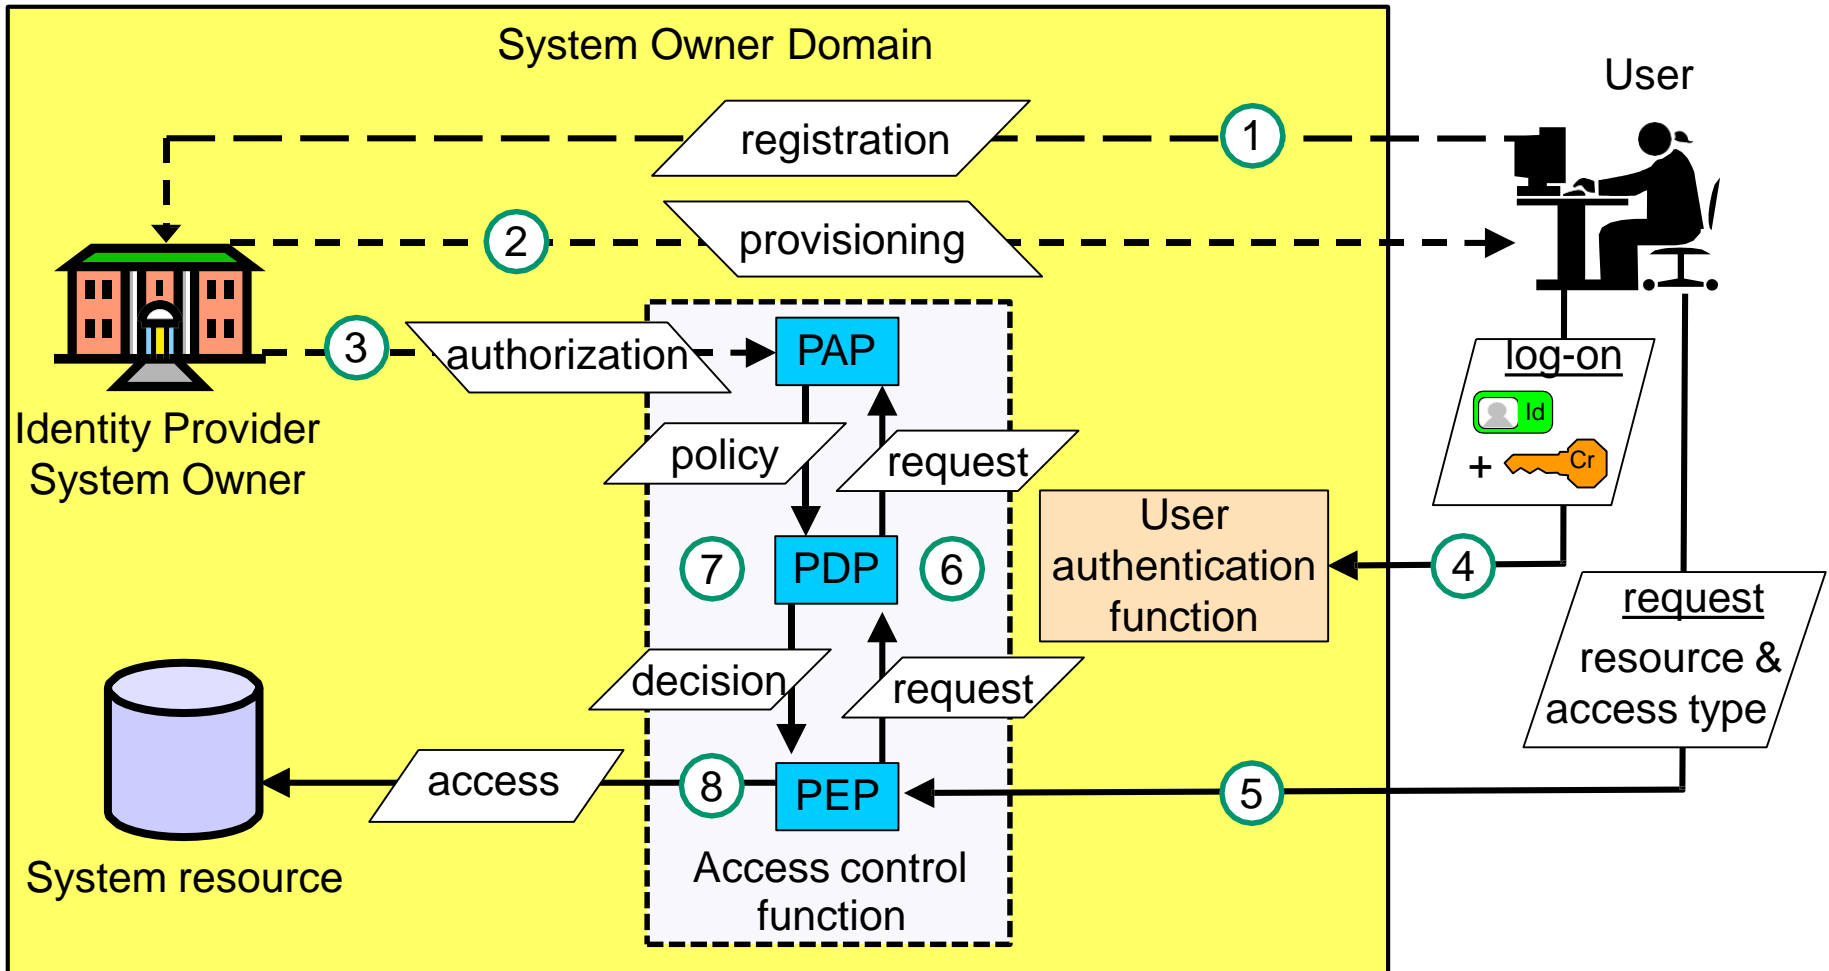 System Owner Domain
User
registration
1
2
provisioning
3
authorization
PAP
log-on
Id
+
Cr
Identity Provider
System Owner
policy
request
User
authentication
function
7
PDP
6
4
request
resource &
access type
decision
request
access
8
PEP
5
System resource
Access control
function